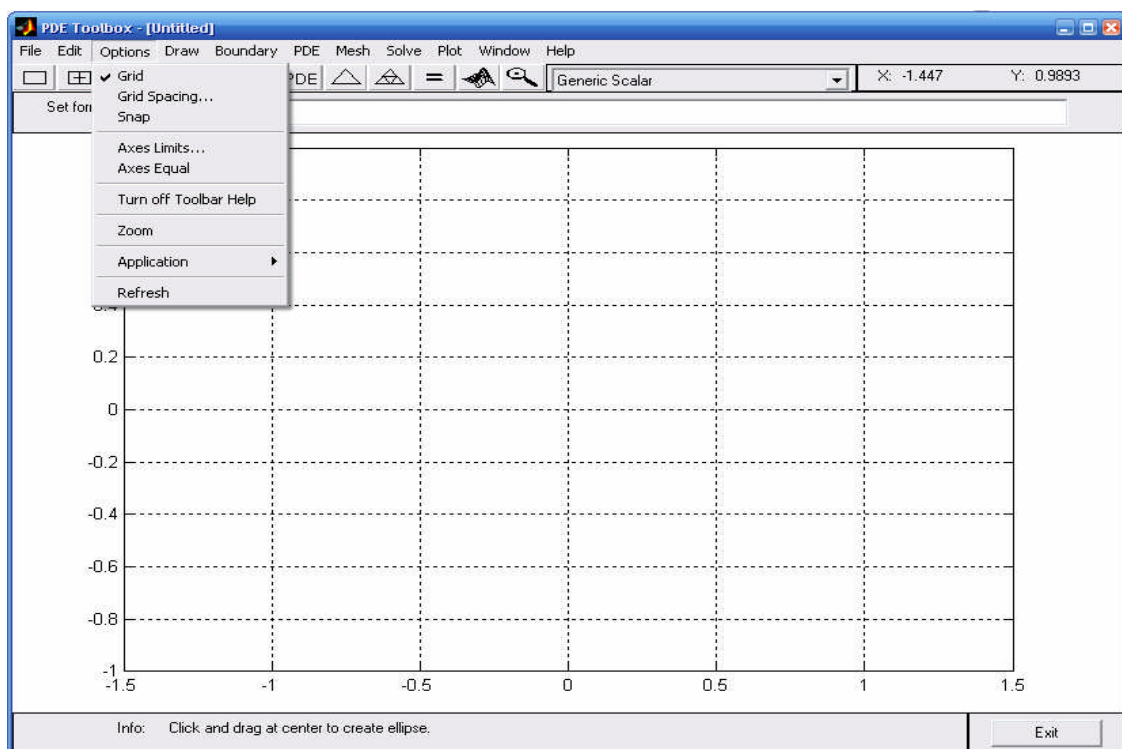 PDE Toolbox - [Untitled]
File Edit Options Draw Boundary PDE Mesh Solve Plot Window Help
PDE = Generic Scalar X: -1.447 Y: 0.9893
Set for
Grid
Grid Spacing...
Snap
Axes Limits...
Axes Equal
Turn off Toolbar Help
Zoom
Application
Refresh
0.4
0.2
0
-0.2
-0.4
-0.6
-0.8
-1
-1.5 -1 -0.5 0 0.5 1 1.5
Info: Click and drag at center to create ellipse.
Exit